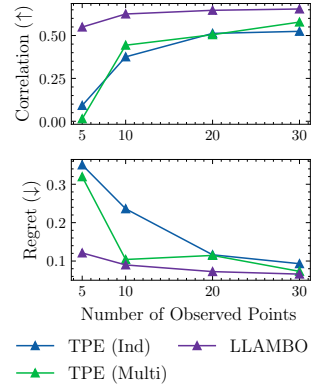 Correlation (↑)
0.50
0.25
0.00
5
10
20
30
Regret (↓)
0.3
0.2
0.1
5
10
20
30
Number of Observed Points
TPE (Ind)
LLAMBO
TPE (Multi)